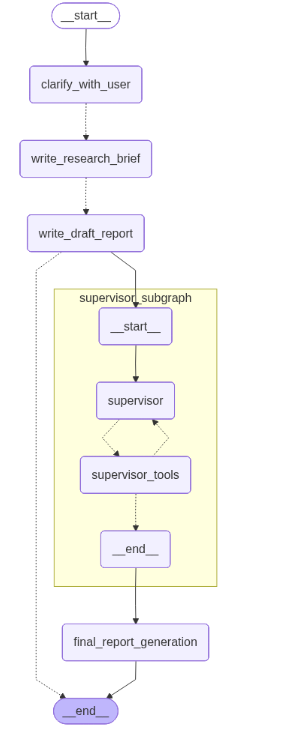 __start__
clarify_with_user
write_research_brief
write_draft_report
supervisor_subgraph
__start__
supervisor
supervisor_tools
__end__
final_report_generation
__end__